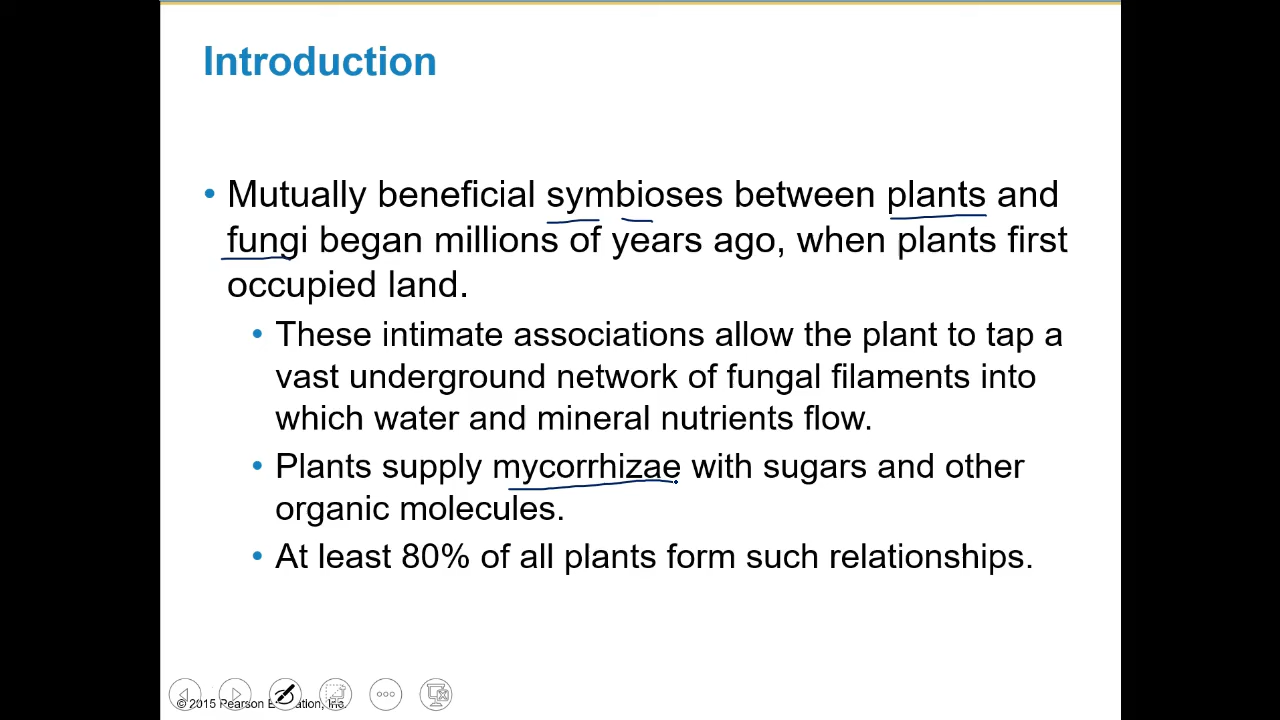 Introduction
• Mutually beneficial symbioses between plants and
fungi began millions of years ago, when plants first
occupied land.
• These intimate associations allow the plant to tap a
vast underground network of fungal filaments into
which water and mineral nutrients flow.
• Plants supply mycorrhizae with sugars and other
organic molecules.
• At least 80% of all plants form such relationships.
© 2015 Pearson Inc.